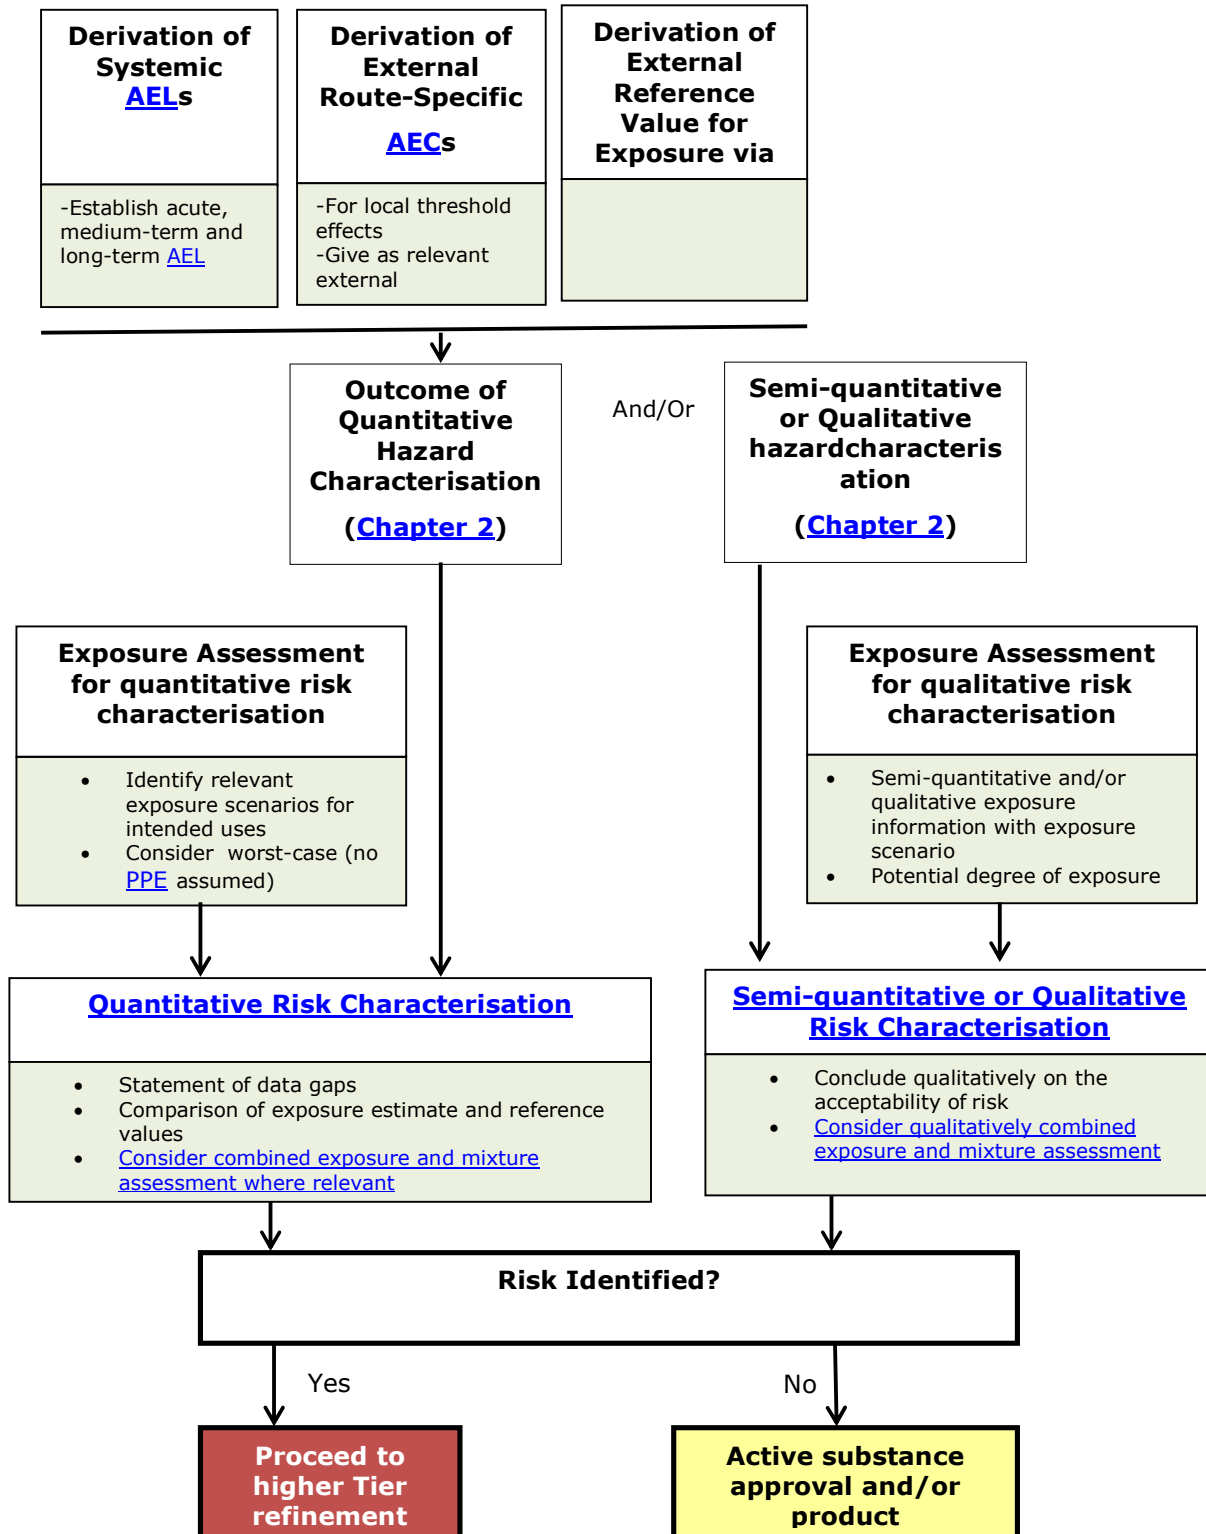 Derivation of
Systemic
AELs
-Establish acute,
medium-term and
long-term AEL
Derivation of
External
Route-Specific
AECs
-For local threshold
effects
-Give as relevant
external
Derivation of
External
Reference
Value for
Exposure via
Outcome of
Quantitative
Hazard
Characterisation
(Chapter 2)
And/Or
Semi-quantitative
or Qualitative
hazardcharacteris
ation
(Chapter 2)
Exposure Assessment
for quantitative risk
characterisation
• Identify relevant
exposure scenarios for
intended uses
• Consider worst-case (no
PPE assumed)
Exposure Assessment
for qualitative risk
characterisation
• Semi-quantitative and/or
qualitative exposure
information with exposure
scenario
• Potential degree of exposure
Quantitative Risk Characterisation
• Statement of data gaps
• Comparison of exposure estimate and reference
values
• Consider combined exposure and mixture
assessment where relevant
Semi-quantitative or Qualitative
Risk Characterisation
• Conclude qualitatively on the
acceptability of risk
• Consider qualitatively combined
exposure and mixture assessment
Risk Identified?
Yes
No
Proceed to
higher Tier
refinement
Active substance
approval and/or
product